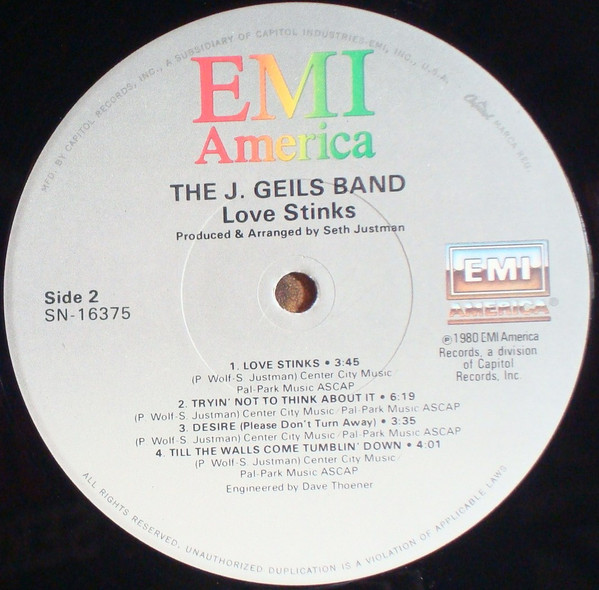 MFD. BY CAPITOL RECORDS, INC., A SUBSIDIARY OF CAPITOL INDUSTRIES-EMI, INC., U.S.A.
Capitol MARCA REG.
EMI
America
THE J. GEILS BAND
Love Stinks
Produced & Arranged by Seth Justman
Side 2
SN-16375
EMI
AMERICA®
℗ 1980 EMI America
Records, a division
of Capitol
Records, Inc.
1. LOVE STINKS • 3:45
(P. Wolf-S. Justman) Center City Music/
Pal-Park Music ASCAP
2. TRYIN' NOT TO THINK ABOUT IT • 6:19
(P. Wolf-S. Justman) Center City Music/Pal-Park Music ASCAP
3. DESIRE (Please Don't Turn Away) • 3:35
(P. Wolf-S. Justman) Center City Music/Pal-Park Music ASCAP
4. TILL THE WALLS COME TUMBLIN' DOWN • 4:01
(P. Wolf-S. Justman) Center City Music/
Pal-Park Music ASCAP
Engineered by Dave Thoener
ALL RIGHTS RESERVED. UNAUTHORIZED DUPLICATION IS A VIOLATION OF APPLICABLE LAWS